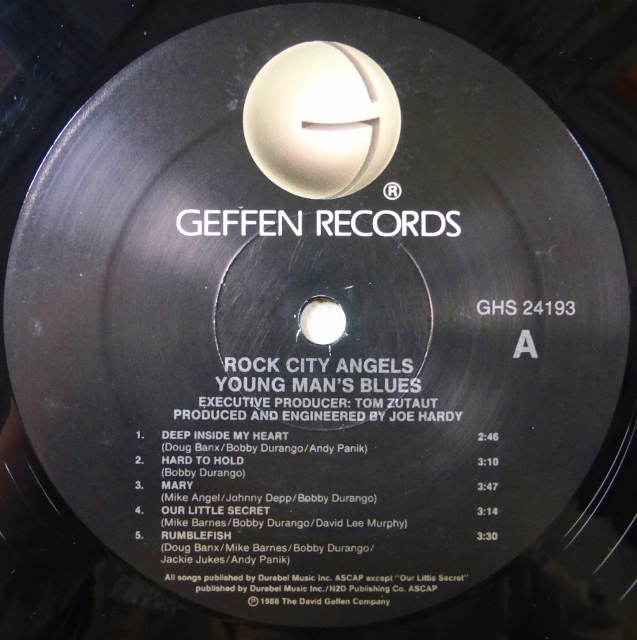 ®
GEFFEN RECORDS
GHS 24193
A
ROCK CITY ANGELS
YOUNG MAN'S BLUES
EXECUTIVE PRODUCER: TOM ZUTAUT
PRODUCED AND ENGINEERED BY JOE HARDY
1. DEEP INSIDE MY HEART 2:46
(Doug Banx/Bobby Durango/Andy Panik)
2. HARD TO HOLD 3:10
(Bobby Durango)
3. MARY 3:47
(Mike Angel/Johnny Depp/Bobby Durango)
4. OUR LITTLE SECRET 3:14
(Mike Barnes/Bobby Durango/David Lee Murphy)
5. RUMBLEFISH 3:30
(Doug Banx/Mike Barnes/Bobby Durango/
Jackie Jukes/Andy Panik)
All songs published by Durebel Music Inc. ASCAP except "Our Little Secret"
published by Durebel Music Inc./N2D Publishing Co. ASCAP
℗ 1988 The David Geffen Company